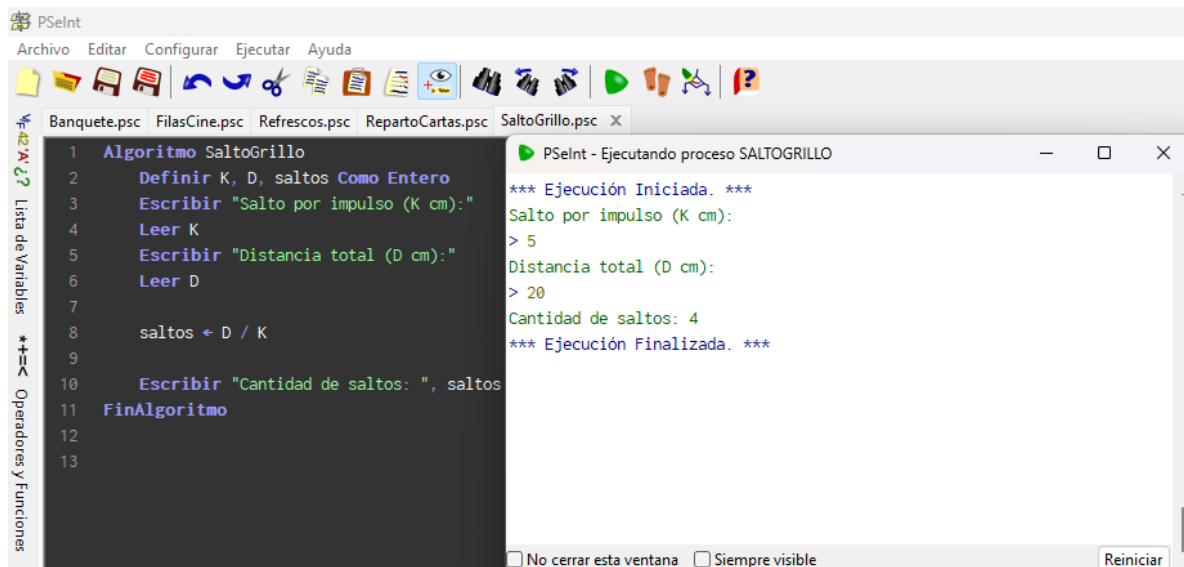 PSeInt
Archivo Editar Configurar Ejecutar Ayuda
Banquete.psc FilasCine.psc Refrescos.psc RepartoCartas.psc SaltoGrillo.psc X
42 'A' ¿? Lista de Variables
*+=< Operadores y Funciones
1 Algoritmo SaltoGrillo
2 Definir K, D, saltos Como Entero
3 Escribir "Salto por impulso (K cm):"
4 Leer K
5 Escribir "Distancia total (D cm):"
6 Leer D
7
8 saltos ← D / K
9
10 Escribir "Cantidad de saltos: ", saltos
11 FinAlgoritmo
12
13
PSeInt - Ejecutando proceso SALTOGRILLO
*** Ejecución Iniciada. ***
Salto por impulso (K cm):
> 5
Distancia total (D cm):
> 20
Cantidad de saltos: 4
*** Ejecución Finalizada. ***
No cerrar esta ventana Siempre visible Reiniciar